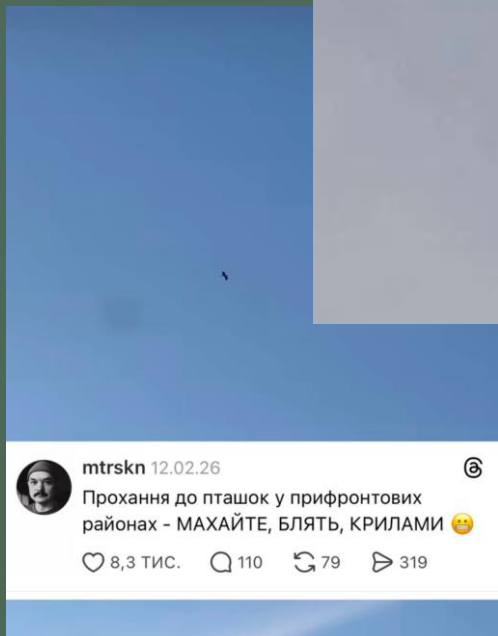 mtrskn 12.02.26
Прохання до пташок у прифронтових
районах - МАХАЙТЕ, БЛЯТЬ, КРИЛАМИ 😬
8,3 ТИС. 110 79 319